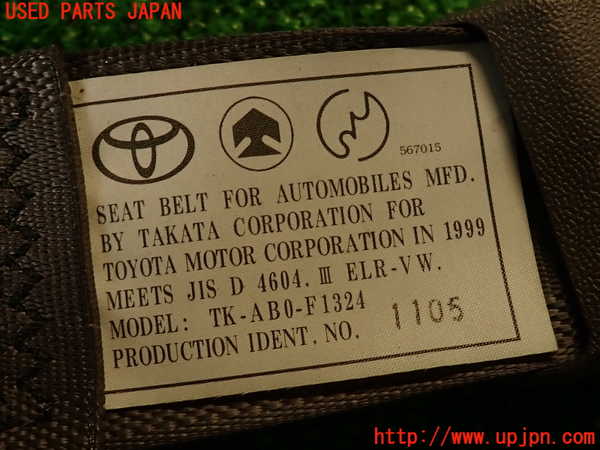 USED PARTS JAPAN
567015
SEAT BELT FOR AUTOMOBILES MFD.
BY TAKATA CORPORATION FOR
TOYOTA MOTOR CORPORATION IN 1999
MEETS JIS D 4604. Ⅲ ELR-VW.
MODEL: TK-AB0-F1324
PRODUCTION IDENT. NO. 1105
http://www.upjpn.com